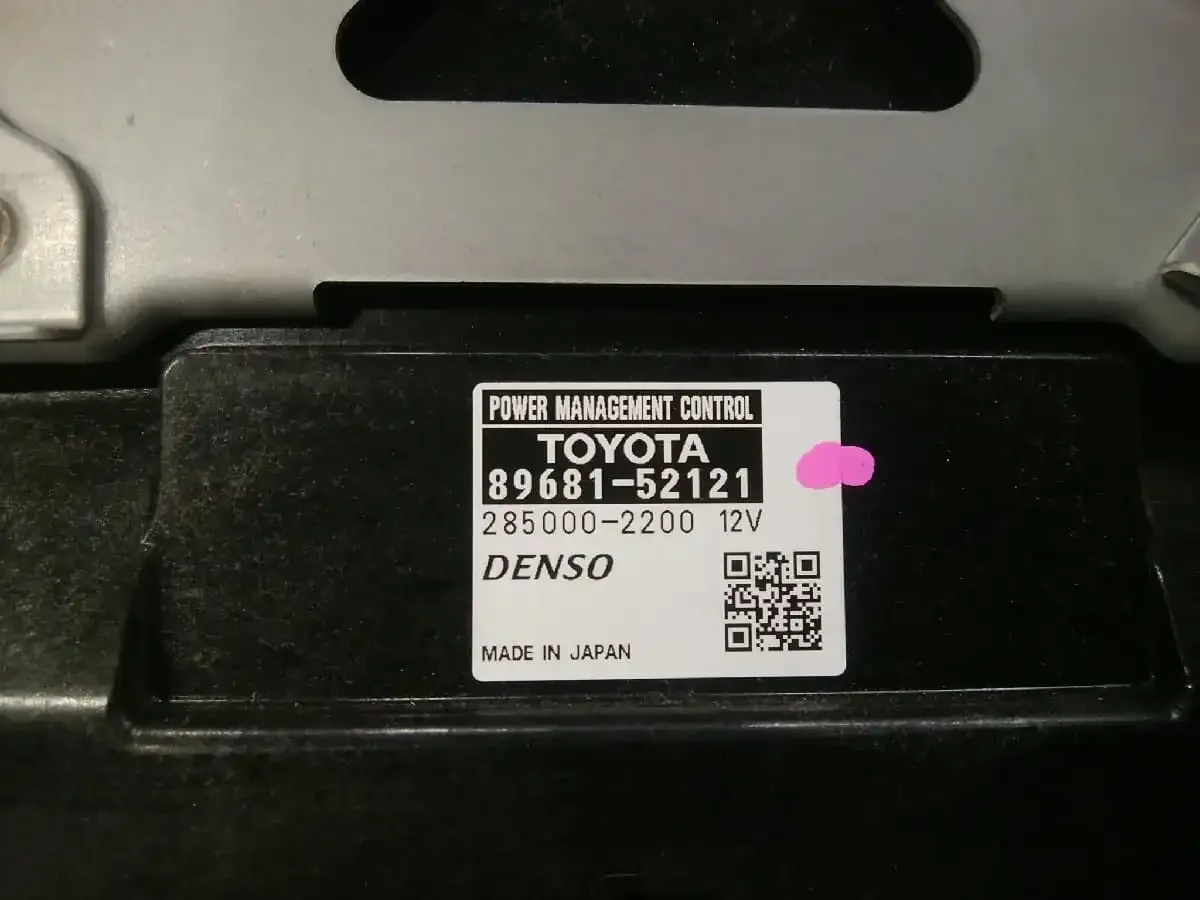 POWER MANAGEMENT CONTROL
TOYOTA
89681-52121
285000-2200 12V
DENSO
MADE IN JAPAN